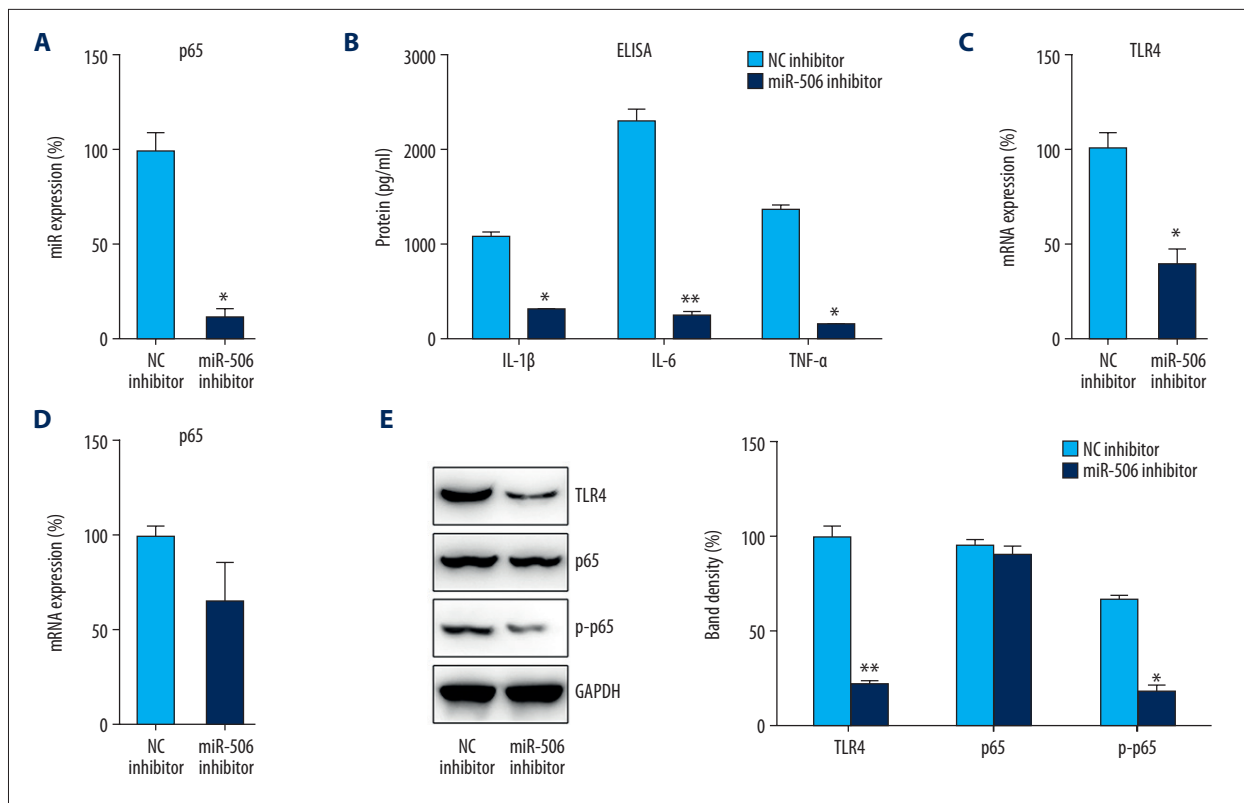 A
p65
miR expression (%)
150
100
50
0
NC
inhibitor
miR-506
inhibitor
*
B
ELISA
NC inhibitor
miR-506 inhibitor
Protein (pg/ml)
3000
2000
1000
0
*
**
*
IL-1β
IL-6
TNF-α
C
TLR4
mRNA expression (%)
150
100
50
0
*
NC
inhibitor
miR-506
inhibitor
D
p65
mRNA expression (%)
150
100
50
0
NC
inhibitor
miR-506
inhibitor
E
TLR4
p65
p-p65
GAPDH
NC
inhibitor
miR-506
inhibitor
NC inhibitor
miR-506 inhibitor
Band density (%)
150
100
50
0
**
*
TLR4
p65
p-p65